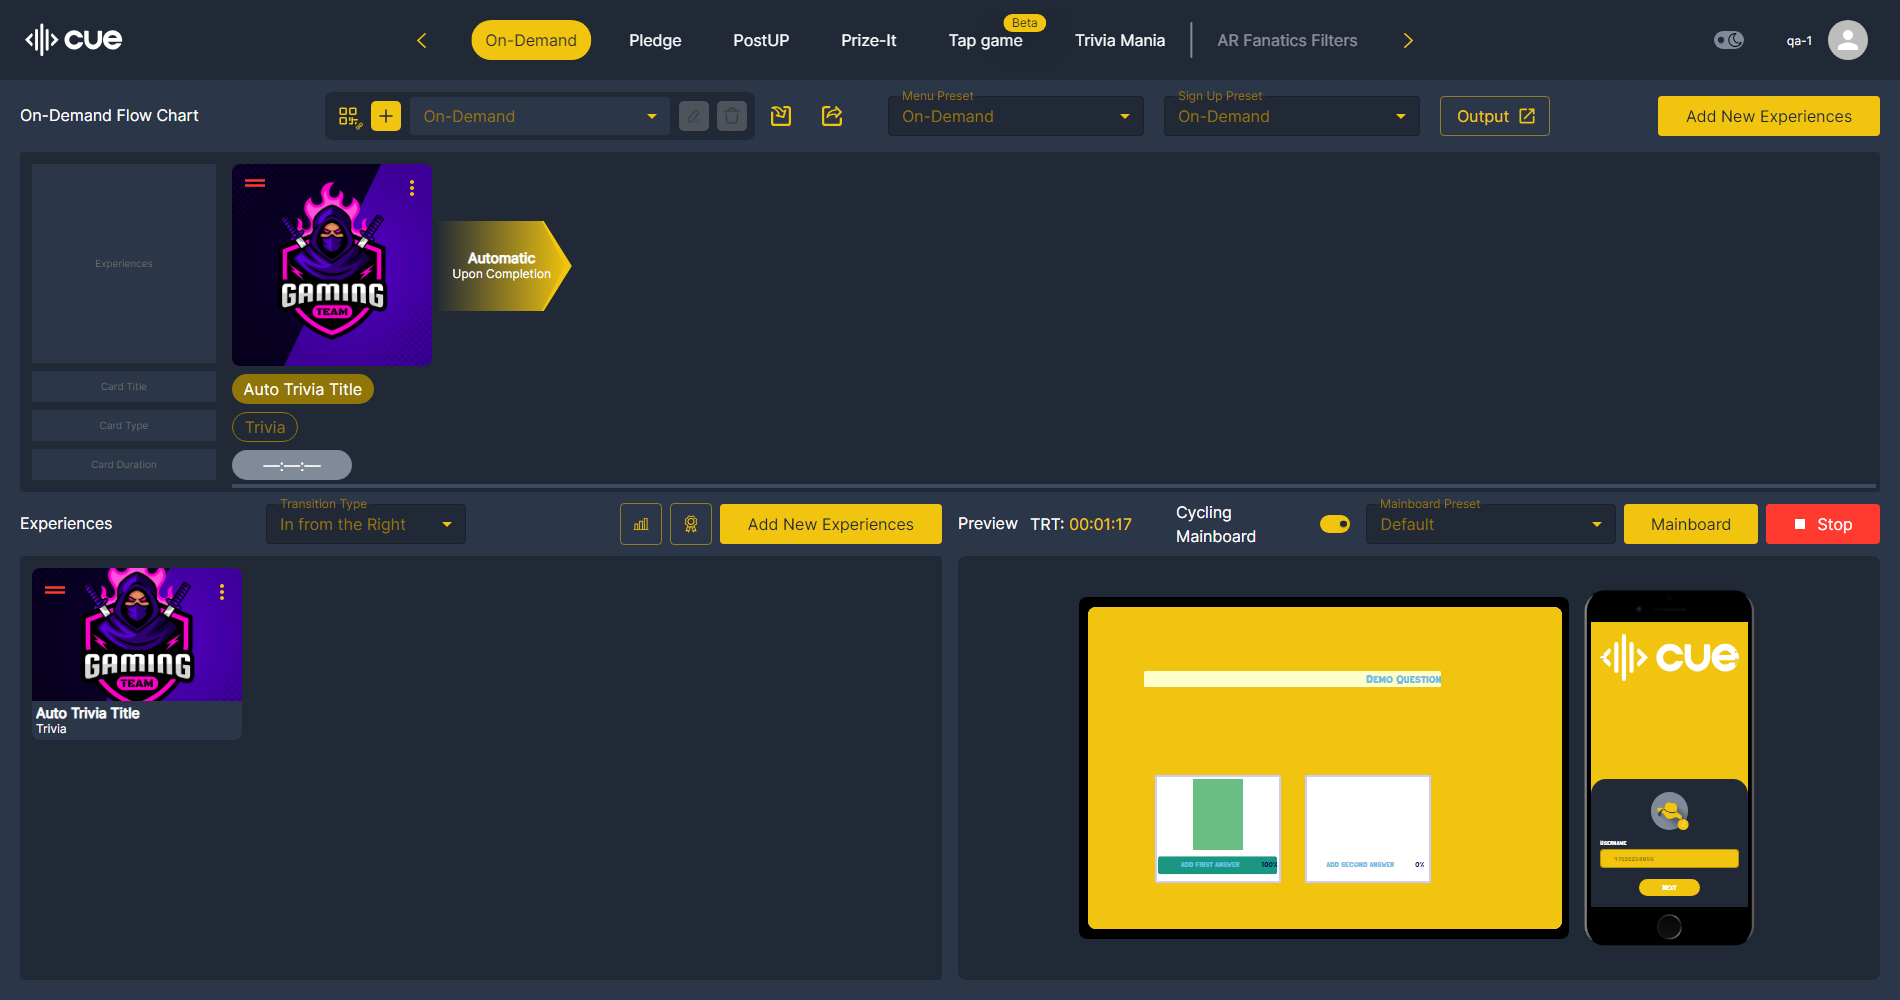 cue
On-Demand
Pledge
PostUP
Prize-It
Tap game
Beta
Trivia Mania
AR Fanatics Filters
qa-1
On-Demand Flow Chart
On-Demand
Menu Preset
On-Demand
Sign Up Preset
On-Demand
Output
Add New Experiences
Experiences
GAMING
TEAM
Automatic
Upon Completion
Card Title
Auto Trivia Title
Card Type
Trivia
Card Duration
—:—:—
Experiences
Transition Type
In from the Right
Add New Experiences
Preview
TRT: 00:01:17
Cycling
Mainboard
Mainboard Preset
Default
Mainboard
Stop
GAMING
TEAM
Auto Trivia Title
Trivia
Demo Question
ADD FIRST ANSWER
100%
ADD SECOND ANSWER
0%
cue
Username
NEXT